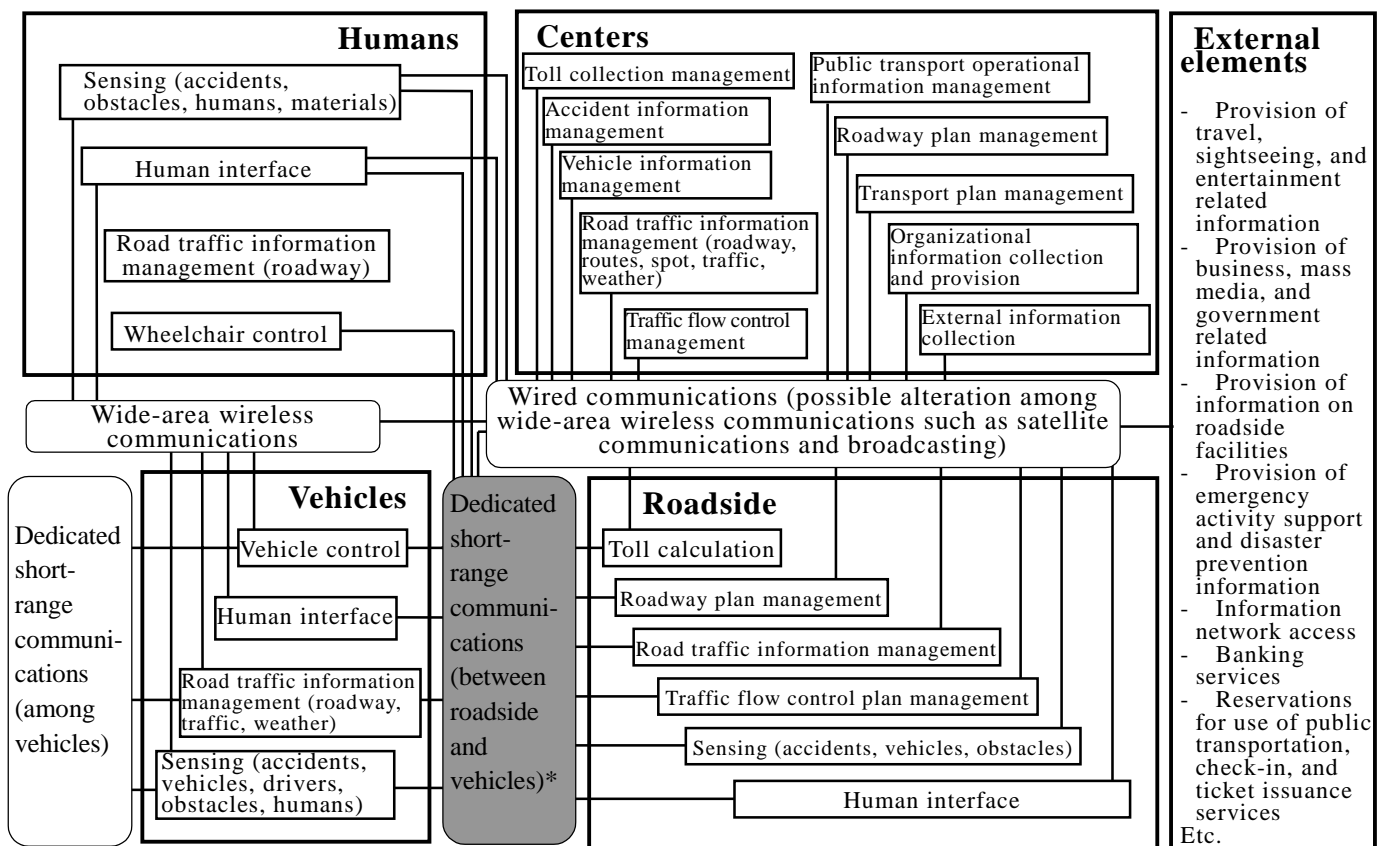 Humans
Sensing (accidents,
obstacles, humans, materials)
Human interface
Road traffic information
management (roadway)
Wheelchair control
Centers
Toll collection management
Accident information
management
Vehicle information
management
Road traffic information
management (roadway,
routes, spot, traffic,
weather)
Traffic flow control
management
Public transport operational
information management
Roadway plan management
Transport plan management
Organizational
information collection
and provision
External information
collection
External
elements
- Provision of
travel,
sightseeing, and
entertainment
related
information
- Provision of
business, mass
media, and
government
related
information
- Provision of
information on
roadside
facilities
- Provision of
emergency
activity support
and disaster
prevention
information
- Information
network access
- Banking
services
- Reservations
for use of public
transportation,
check-in, and
ticket issuance
services
Etc.
Wide-area wireless
communications
Wired communications (possible alteration among
wide-area wireless communications such as satellite
communications and broadcasting)
Dedicated
short-
range
communi-
cations
(among
vehicles)
Vehicles
Vehicle control
Human interface
Road traffic information
management (roadway,
traffic, weather)
Sensing (accidents,
vehicles, drivers,
obstacles, humans)
Dedicated
short-
range
communi-
cations
(between
roadside
and
vehicles)*
Roadside
Toll calculation
Roadway plan management
Road traffic information management
Traffic flow control plan management
Sensing (accidents, vehicles, obstacles)
Human interface